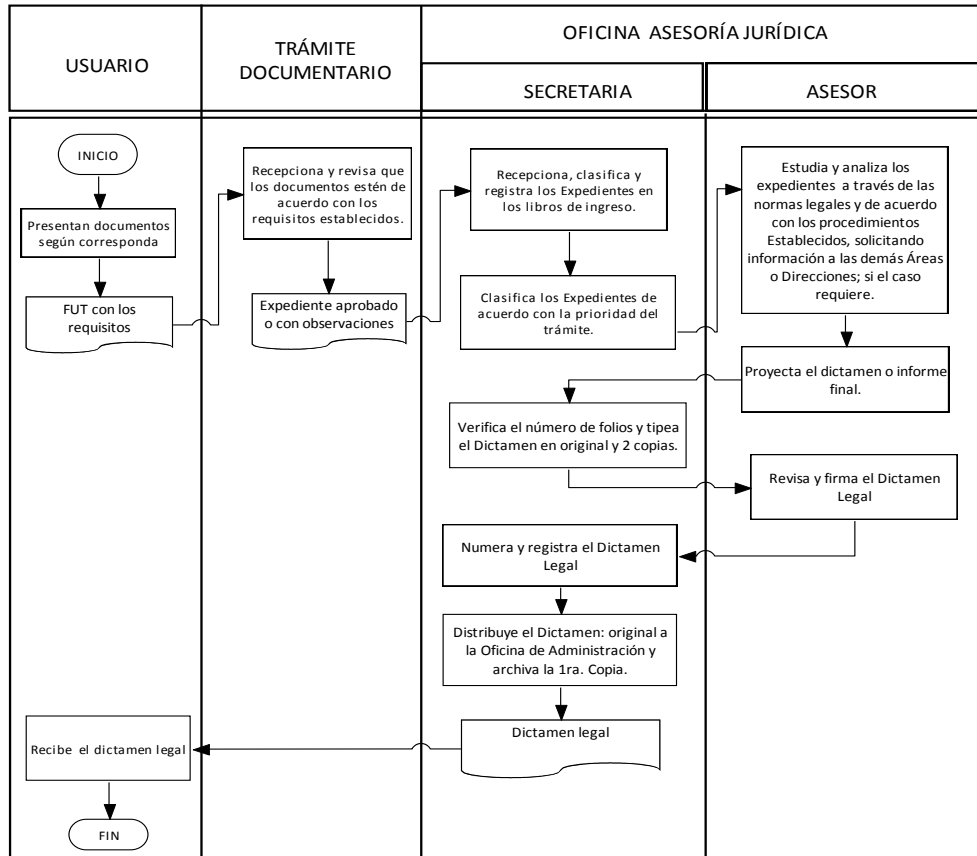 USUARIO
TRÁMITE
DOCUMENTARIO
OFICINA ASESORÍA JURÍDICA
SECRETARIA
ASESOR
INICIO
Presentan documentos
según corresponda
FUT con los
requisitos
Recepciona y revisa que
los documentos estén de
acuerdo con los
requisitos establecidos.
Expediente aprobado
o con observaciones
Recepciona, clasifica y
registra los Expedientes en
los libros de ingreso.
Clasifica los Expedientes de
acuerdo con la prioridad del
trámite.
Estudia y analiza los
expedientes a través de las
normas legales y de acuerdo
con los procedimientos
Establecidos, solicitando
información a las demás Áreas
o Direcciones; si el caso
requiere.
Proyecta el dictamen o informe
final.
Verifica el número de folios y tipea
el Dictamen en original y 2 copias.
Revisa y firma el Dictamen
Legal
Numera y registra el Dictamen
Legal
Distribuye el Dictamen: original a
la Oficina de Administración y
archiva la 1ra. Copia.
Dictamen legal
Recibe el dictamen legal
FIN